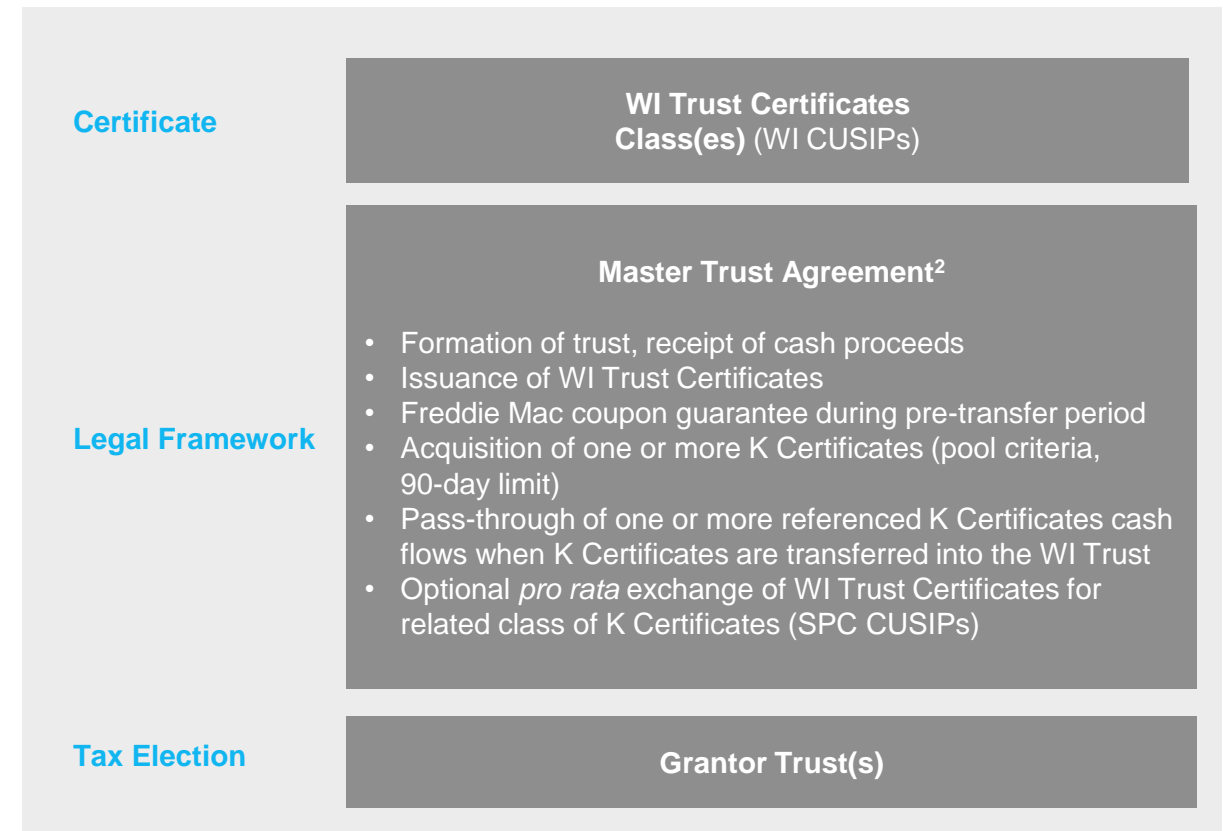 Certificate
WI Trust Certificates
Class(es) (WI CUSIPs)
Legal Framework
Master Trust Agreement²
• Formation of trust, receipt of cash proceeds
• Issuance of WI Trust Certificates
• Freddie Mac coupon guarantee during pre-transfer period
• Acquisition of one or more K Certificates (pool criteria,
90-day limit)
• Pass-through of one or more referenced K Certificates cash
flows when K Certificates are transferred into the WI Trust
• Optional pro rata exchange of WI Trust Certificates for
related class of K Certificates (SPC CUSIPs)
Tax Election
Grantor Trust(s)